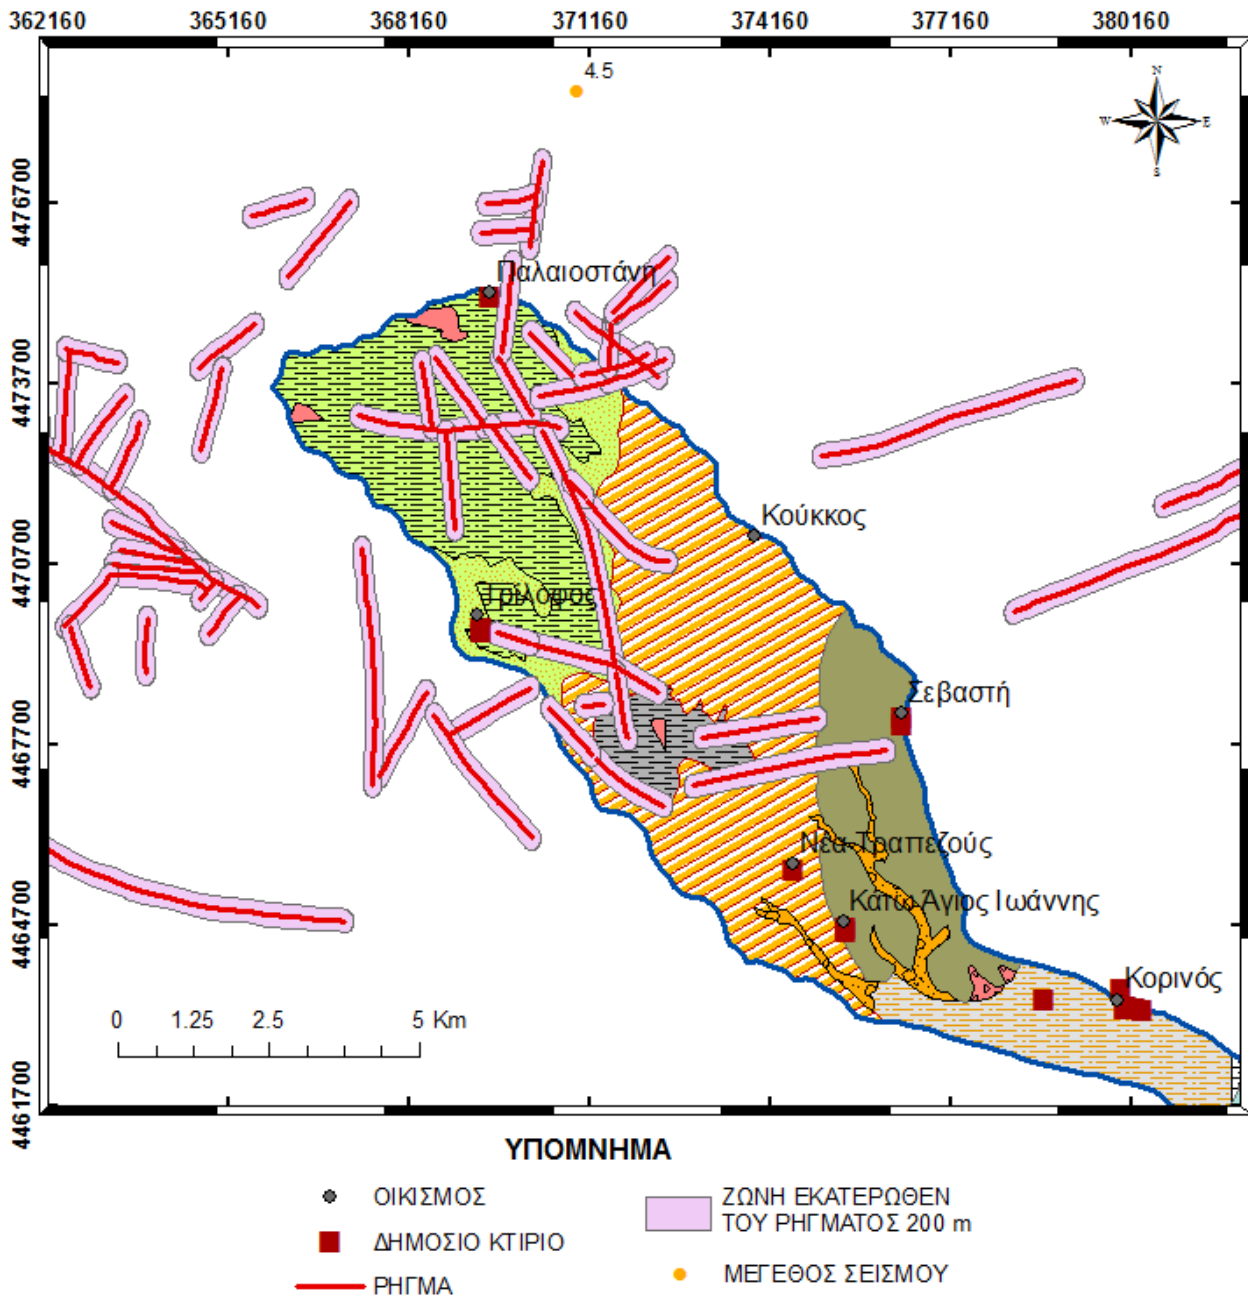 362160 365160 368160 371160 374160 377160 380160
4.5
N
W E
S
4476700
Παλαιοστάνη
4473700
Κούκκος
4470700
Τρίλοφος
Σεβαστή
4467700
Νέα Τραπεζούς
Κάτω Άγιος Ιωάννης
4464700
Κορινός
0 1.25 2.5 5 Km
4461700
ΥΠΟΜΝΗΜΑ
ΟΙΚΙΣΜΟΣ
ΔΗΜΟΣΙΟ ΚΤΙΡΙΟ
ΡΗΓΜΑ
ΖΩΝΗ ΕΚΑΤΕΡΩΘΕΝ
ΤΟΥ ΡΗΓΜΑΤΟΣ 200 m
ΜΕΓΕΘΟΣ ΣΕΙΣΜΟΥ